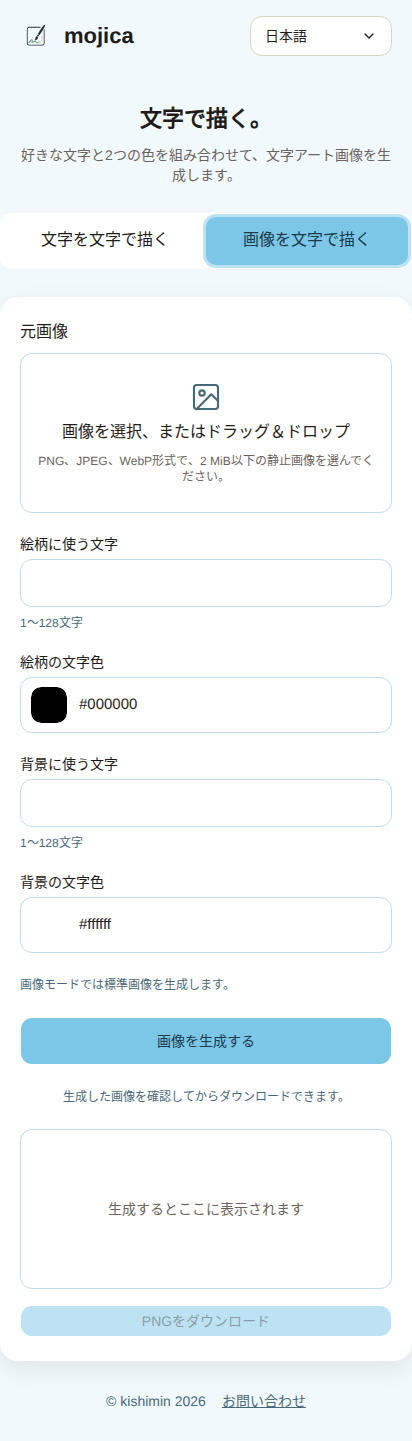 mojica
日本語
文字で描く。
好きな文字と2つの色を組み合わせて、文字アート画像を生
成します。
文字を文字で描く
画像を文字で描く
元画像
画像を選択、またはドラッグ＆ドロップ
PNG、JPEG、WebP形式で、2 MiB以下の静止画像を選んでく
ださい。
絵柄に使う文字
1〜128文字
絵柄の文字色
#000000
背景に使う文字
1〜128文字
背景の文字色
#ffffff
画像モードでは標準画像を生成します。
画像を生成する
生成した画像を確認してからダウンロードできます。
生成するとここに表示されます
PNGをダウンロード
© kishimin 2026 お問い合わせ